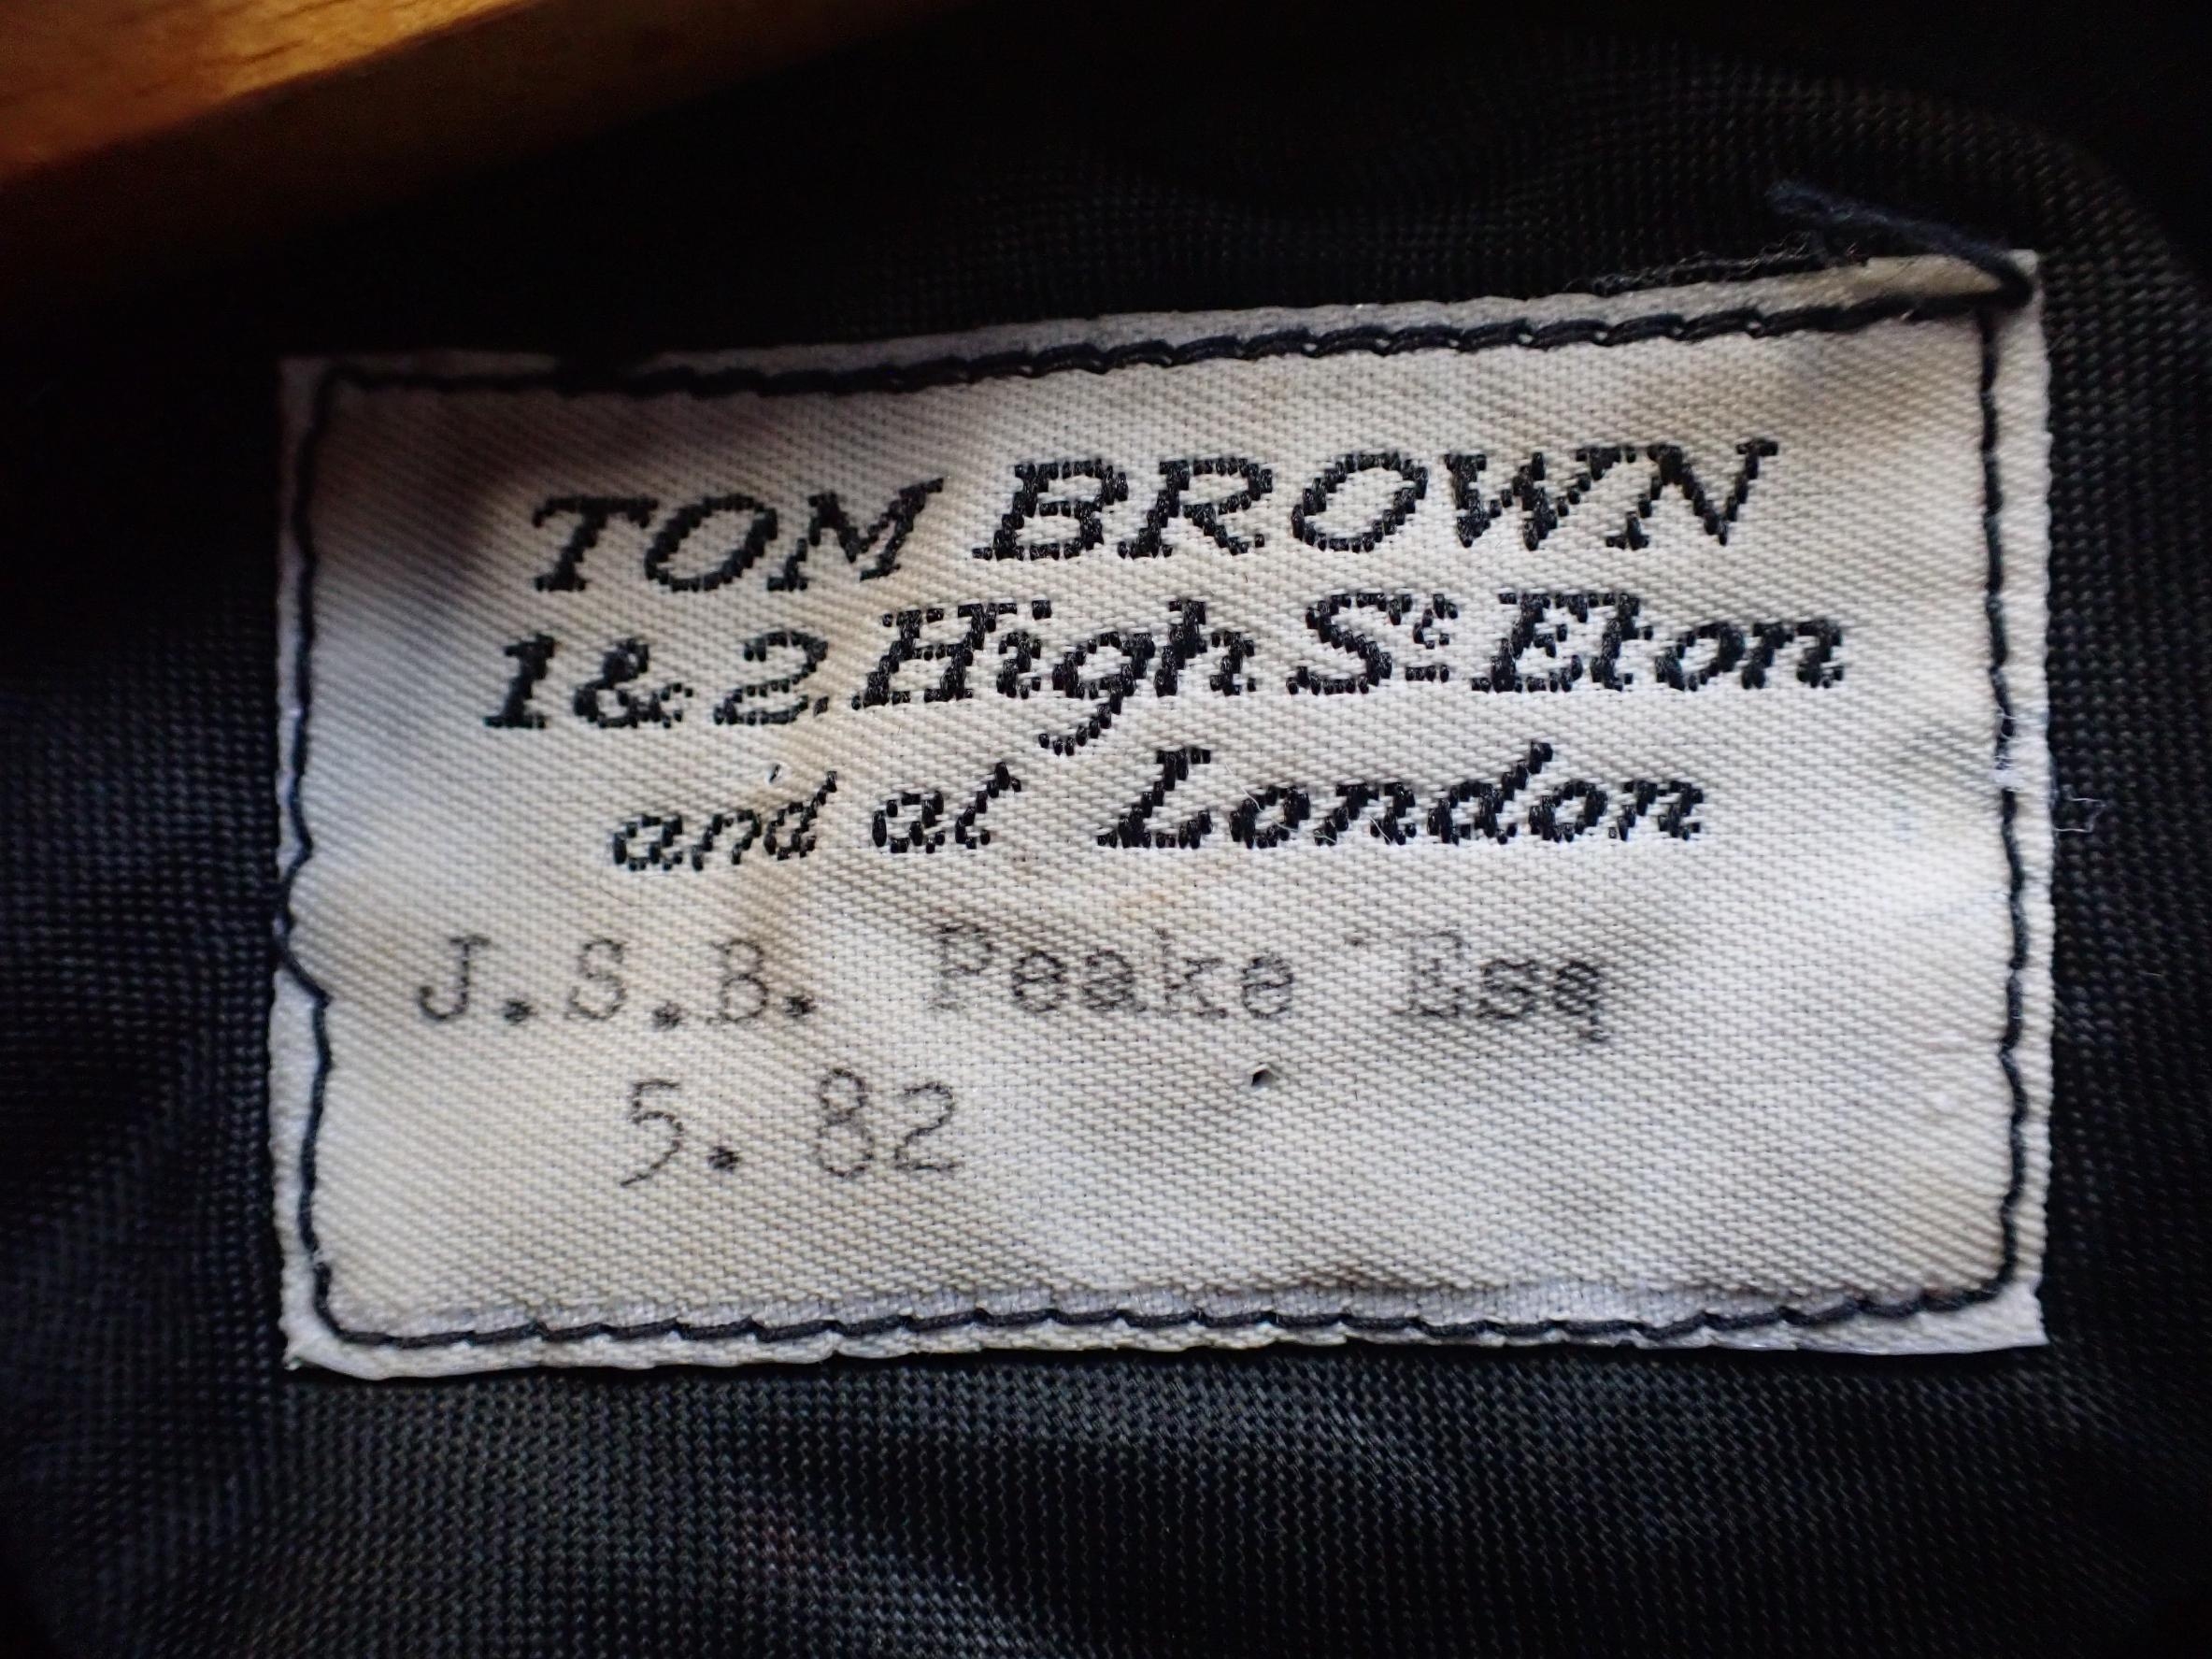 TOM BROWN
1 & 2. High St Eton
and at London
J.S.B. Peake Esq
5.82